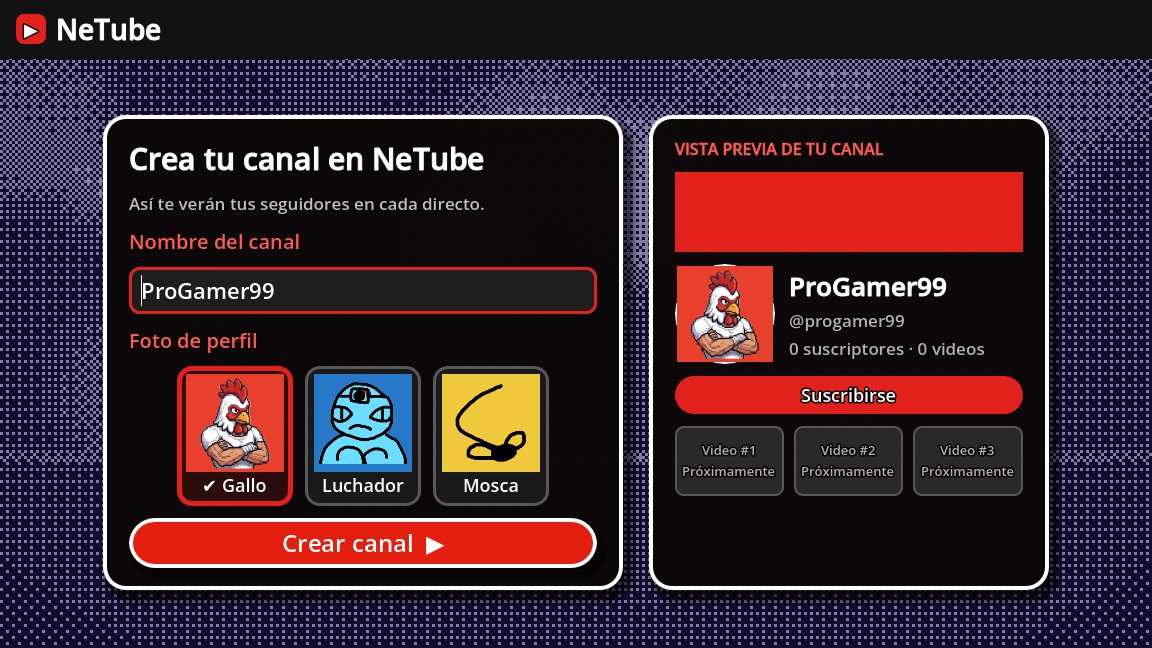 NeTube
Crea tu canal en NeTube
Así te verán tus seguidores en cada directo.
Nombre del canal
ProGamer99
Foto de perfil
✔ Gallo
Luchador
Mosca
Crear canal ▶
VISTA PREVIA DE TU CANAL
ProGamer99
@progamer99
0 suscriptores · 0 videos
Suscribirse
Video #1
Próximamente
Video #2
Próximamente
Video #3
Próximamente